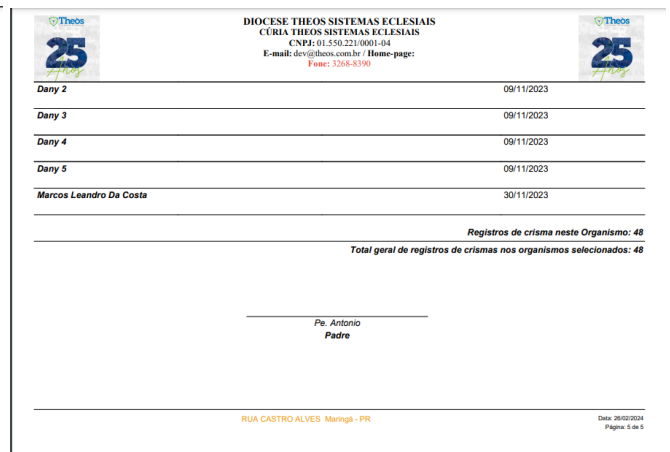 Theos
25
Anos
DIOCESE THEOS SISTEMAS ECLESIAIS
CÚRIA THEOS SISTEMAS ECLESIAIS
CNPJ: 01.550.221/0001-04
E-mail: dev@theos.com.br / Home-page:
Fone: 3268-8390
Theos
25
Anos
Dany 2 09/11/2023
Dany 3 09/11/2023
Dany 4 09/11/2023
Dany 5 09/11/2023
Marcos Leandro Da Costa 30/11/2023
Registros de crisma neste Organismo: 48
Total geral de registros de crismas nos organismos selecionados: 48
Pe. Antonio
Padre
RUA CASTRO ALVES Maringá - PR
Data: 26/02/2024
Página: 5 de 5